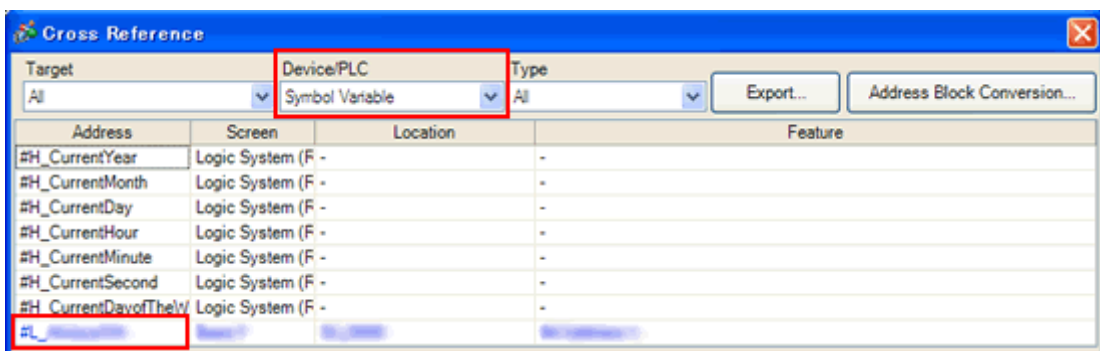 Cross Reference
Target Device/PLC Type
All Symbol Variable All Export... Address Block Conversion...
Address Screen Location Feature
#H_CurrentYear Logic System (F - -
#H_CurrentMonth Logic System (F - -
#H_CurrentDay Logic System (F - -
#H_CurrentHour Logic System (F - -
#H_CurrentMinute Logic System (F - -
#H_CurrentSecond Logic System (F - -
#H_CurrentDayofTheW Logic System (F - -
#L_